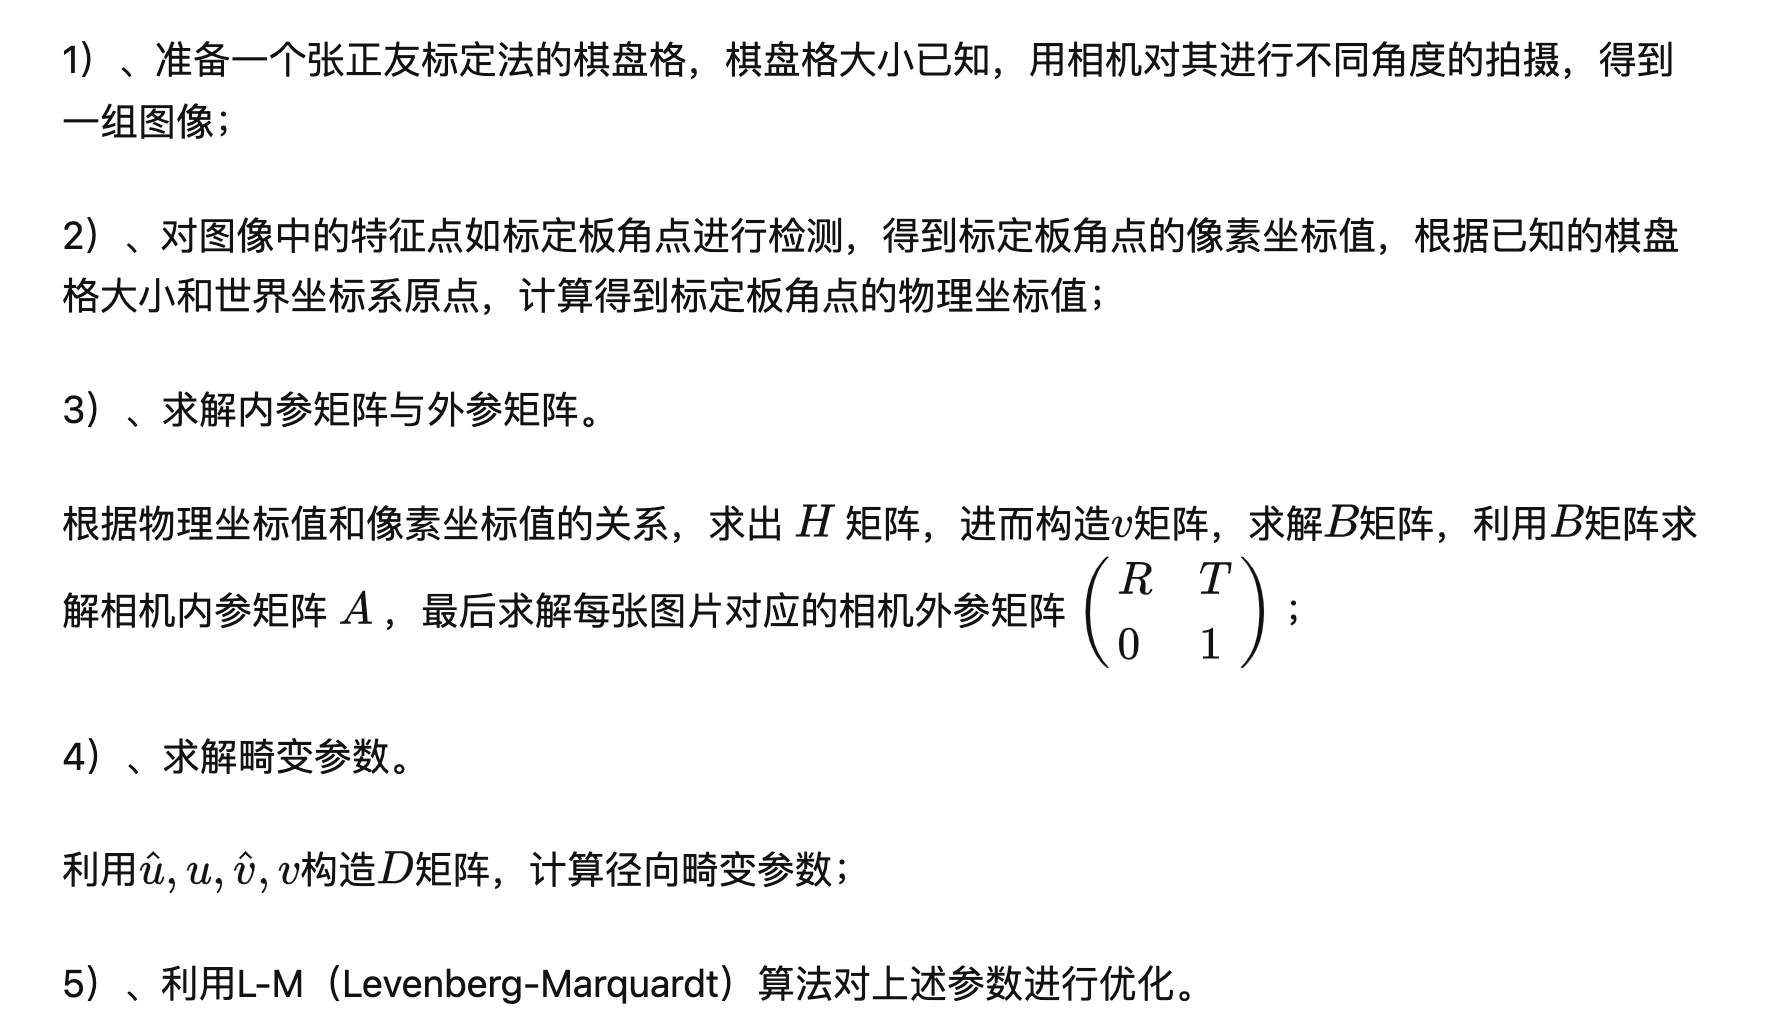 1）、准备一个张正友标定法的棋盘格，棋盘格大小已知，用相机对其进行不同角度的拍摄，得到
一组图像；
2）、对图像中的特征点如标定板角点进行检测，得到标定板角点的像素坐标值，根据已知的棋盘
格大小和世界坐标系原点，计算得到标定板角点的物理坐标值；
3）、求解内参矩阵与外参矩阵。
根据物理坐标值和像素坐标值的关系，求出 H 矩阵，进而构造v矩阵，求解B矩阵，利用B矩阵求
解相机内参矩阵 A ，最后求解每张图片对应的相机外参矩阵 \begin{pmatrix} R & T \\ 0 & 1 \end{pmatrix} ；
4）、求解畸变参数。
利用û, u, v̂, v构造D矩阵，计算径向畸变参数；
5）、利用L-M（Levenberg-Marquardt）算法对上述参数进行优化。